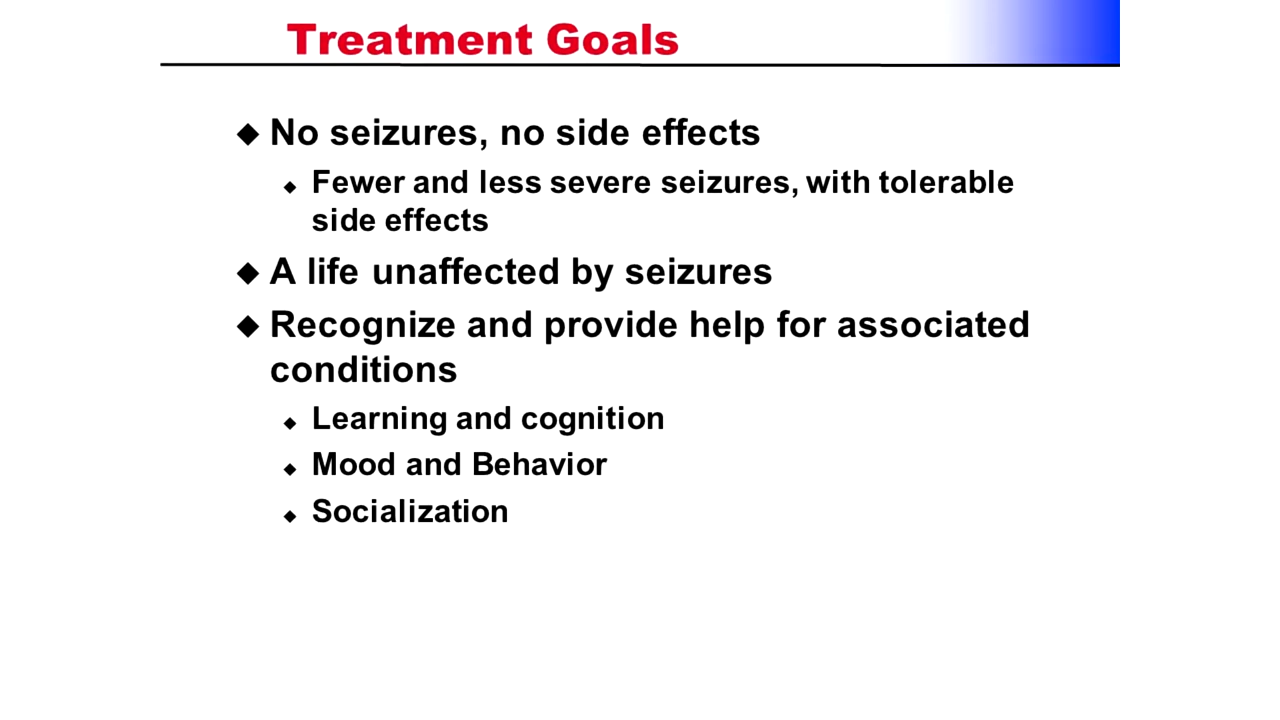 Treatment Goals
◆ No seizures, no side effects
◆ Fewer and less severe seizures, with tolerable
side effects
◆ A life unaffected by seizures
◆ Recognize and provide help for associated
conditions
◆ Learning and cognition
◆ Mood and Behavior
◆ Socialization